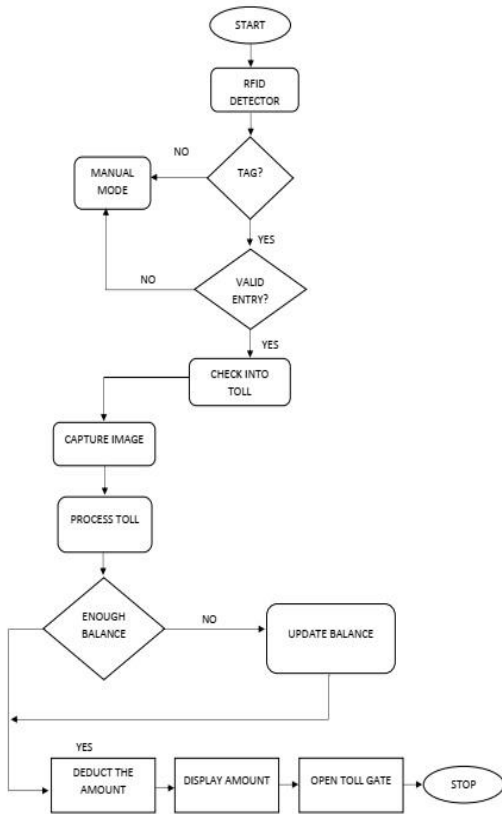 START
RFID
DETECTOR
NO
TAG?
MANUAL
MODE
YES
NO
VALID
ENTRY?
YES
CHECK INTO
TOLL
CAPTURE IMAGE
PROCESS TOLL
ENOUGH
BALANCE
NO
UPDATE BALANCE
YES
DEDUCT THE
AMOUNT
DISPLAY AMOUNT
OPEN TOLL GATE
STOP